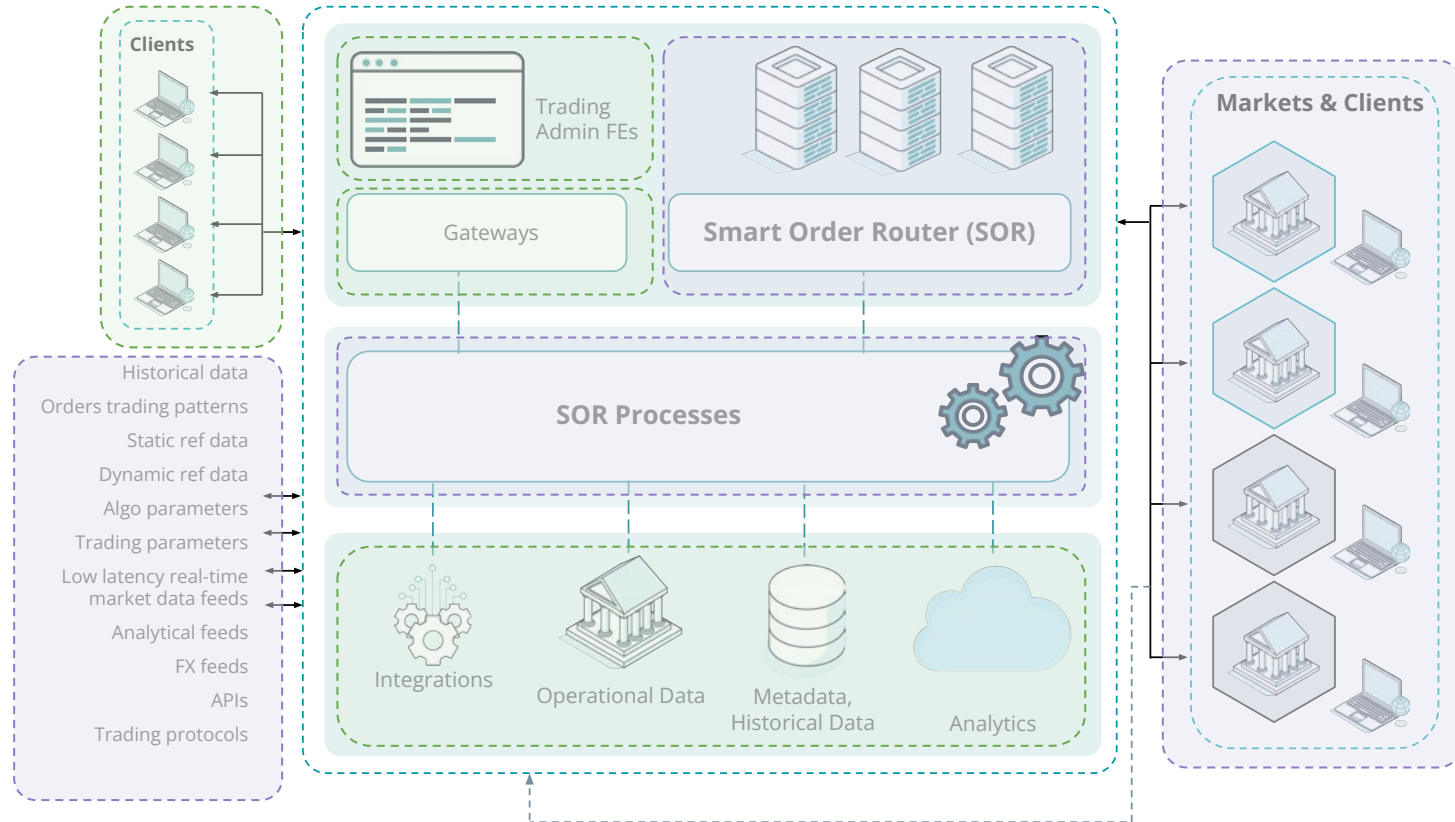 Clients
Trading
Admin FEs
Gateways
Smart Order Router (SOR)
Markets & Clients
Historical data
Orders trading patterns
Static ref data
Dynamic ref data
Algo parameters
Trading parameters
Low latency real-time
market data feeds
Analytical feeds
FX feeds
APIs
Trading protocols
SOR Processes
Integrations
Operational Data
Metadata,
Historical Data
Analytics